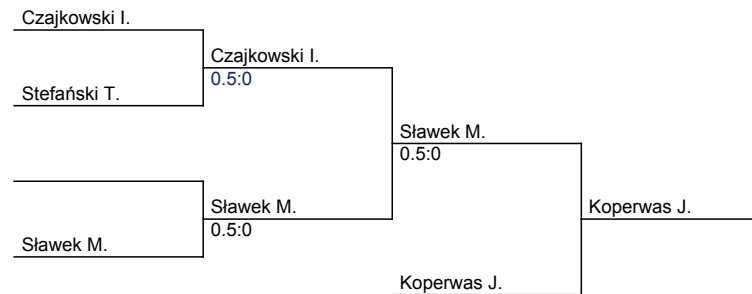 Czajkowski I.
Czajkowski I.
0.5:0
Stefański T.
Sławek M.
0.5:0
Sławek M.
Koperwas J.
0.5:0
Sławek M.
Koperwas J.